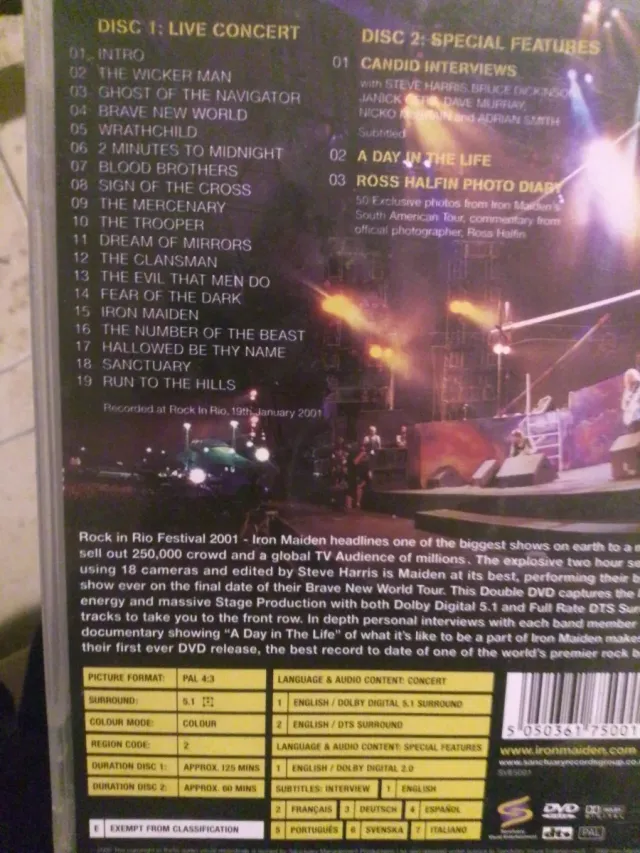 DISC 1: LIVE CONCERT
01 INTRO
02 THE WICKER MAN
03 GHOST OF THE NAVIGATOR
04 BRAVE NEW WORLD
05 WRATHCHILD
06 2 MINUTES TO MIDNIGHT
07 BLOOD BROTHERS
08 SIGN OF THE CROSS
09 THE MERCENARY
10 THE TROOPER
11 DREAM OF MIRRORS
12 THE CLANSMAN
13 THE EVIL THAT MEN DO
14 FEAR OF THE DARK
15 IRON MAIDEN
16 THE NUMBER OF THE BEAST
17 HALLOWED BE THY NAME
18 SANCTUARY
19 RUN TO THE HILLS
Recorded at Rock In Rio, 19th January 2001
DISC 2: SPECIAL FEATURES
01 CANDID INTERVIEWS
with STEVE HARRIS, BRUCE DICKINSON
JANICK GERS, DAVE MURRAY,
NICKO McBRAIN and ADRIAN SMITH
Subtitled
02 A DAY IN THE LIFE
03 ROSS HALFIN PHOTO DIARY
50 Exclusive photos from Iron Maiden's
South American Tour, commentary from
official photographer, Ross Halfin
Rock in Rio Festival 2001 - Iron Maiden headlines one of the biggest shows on earth to a
sell out 250,000 crowd and a global TV Audience of millions. The explosive two hour
using 18 cameras and edited by Steve Harris is Maiden at its best, performing their
show ever on the final date of their Brave New World Tour. This Double DVD captures the
energy and massive Stage Production with both Dolby Digital 5.1 and Full Rate DTS
tracks to take you to the front row. In depth personal interviews with each band member
documentary showing "A Day in The Life" of what it's like to be a part of Iron Maiden
their first ever DVD release, the best record to date of one of the world's premier rock
PICTURE FORMAT: PAL 4:3
SURROUND: 5.1
COLOUR MODE: COLOUR
REGION CODE: 2
DURATION DISC 1: APPROX. 125 MINS
DURATION DISC 2: APPROX. 60 MINS
E EXEMPT FROM CLASSIFICATION
LANGUAGE & AUDIO CONTENT: CONCERT
1 ENGLISH / DOLBY DIGITAL 5.1 SURROUND
2 ENGLISH / DTS SURROUND
LANGUAGE & AUDIO CONTENT: SPECIAL FEATURES
1 ENGLISH / DOLBY DIGITAL 2.0
SUBTITLES: INTERVIEW 1 ENGLISH
2 FRANÇAIS 3 DEUTSCH 4 ESPAÑOL
5 PORTUGUÊS 6 SVENSKA 7 ITALIANO
5 050361 75001
www.ironmaiden.com
www.sanctuaryrecordsgroup.co
SVE5001
DVD
dts
PAL